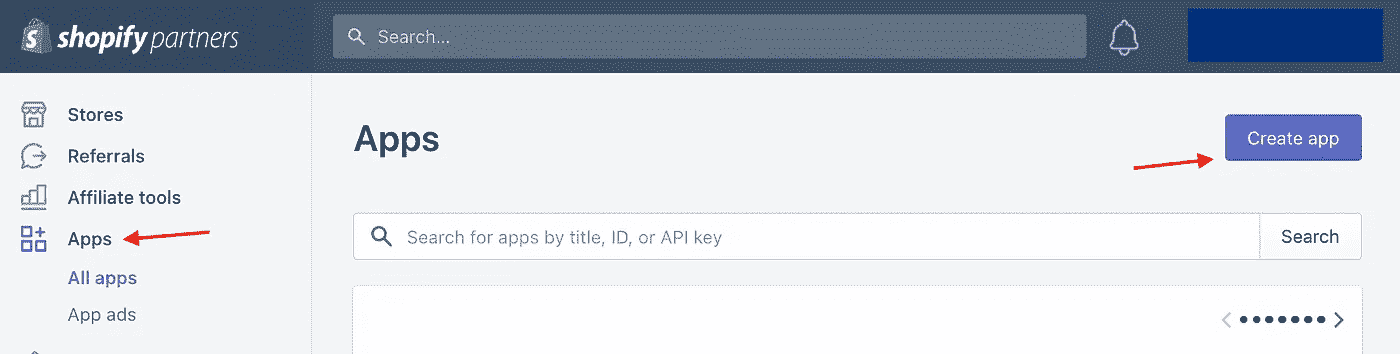 shopify partners
Search...
Stores
Referrals
Affiliate tools
Apps
All apps
App ads
Apps
Create app
Search for apps by title, ID, or API key
Search